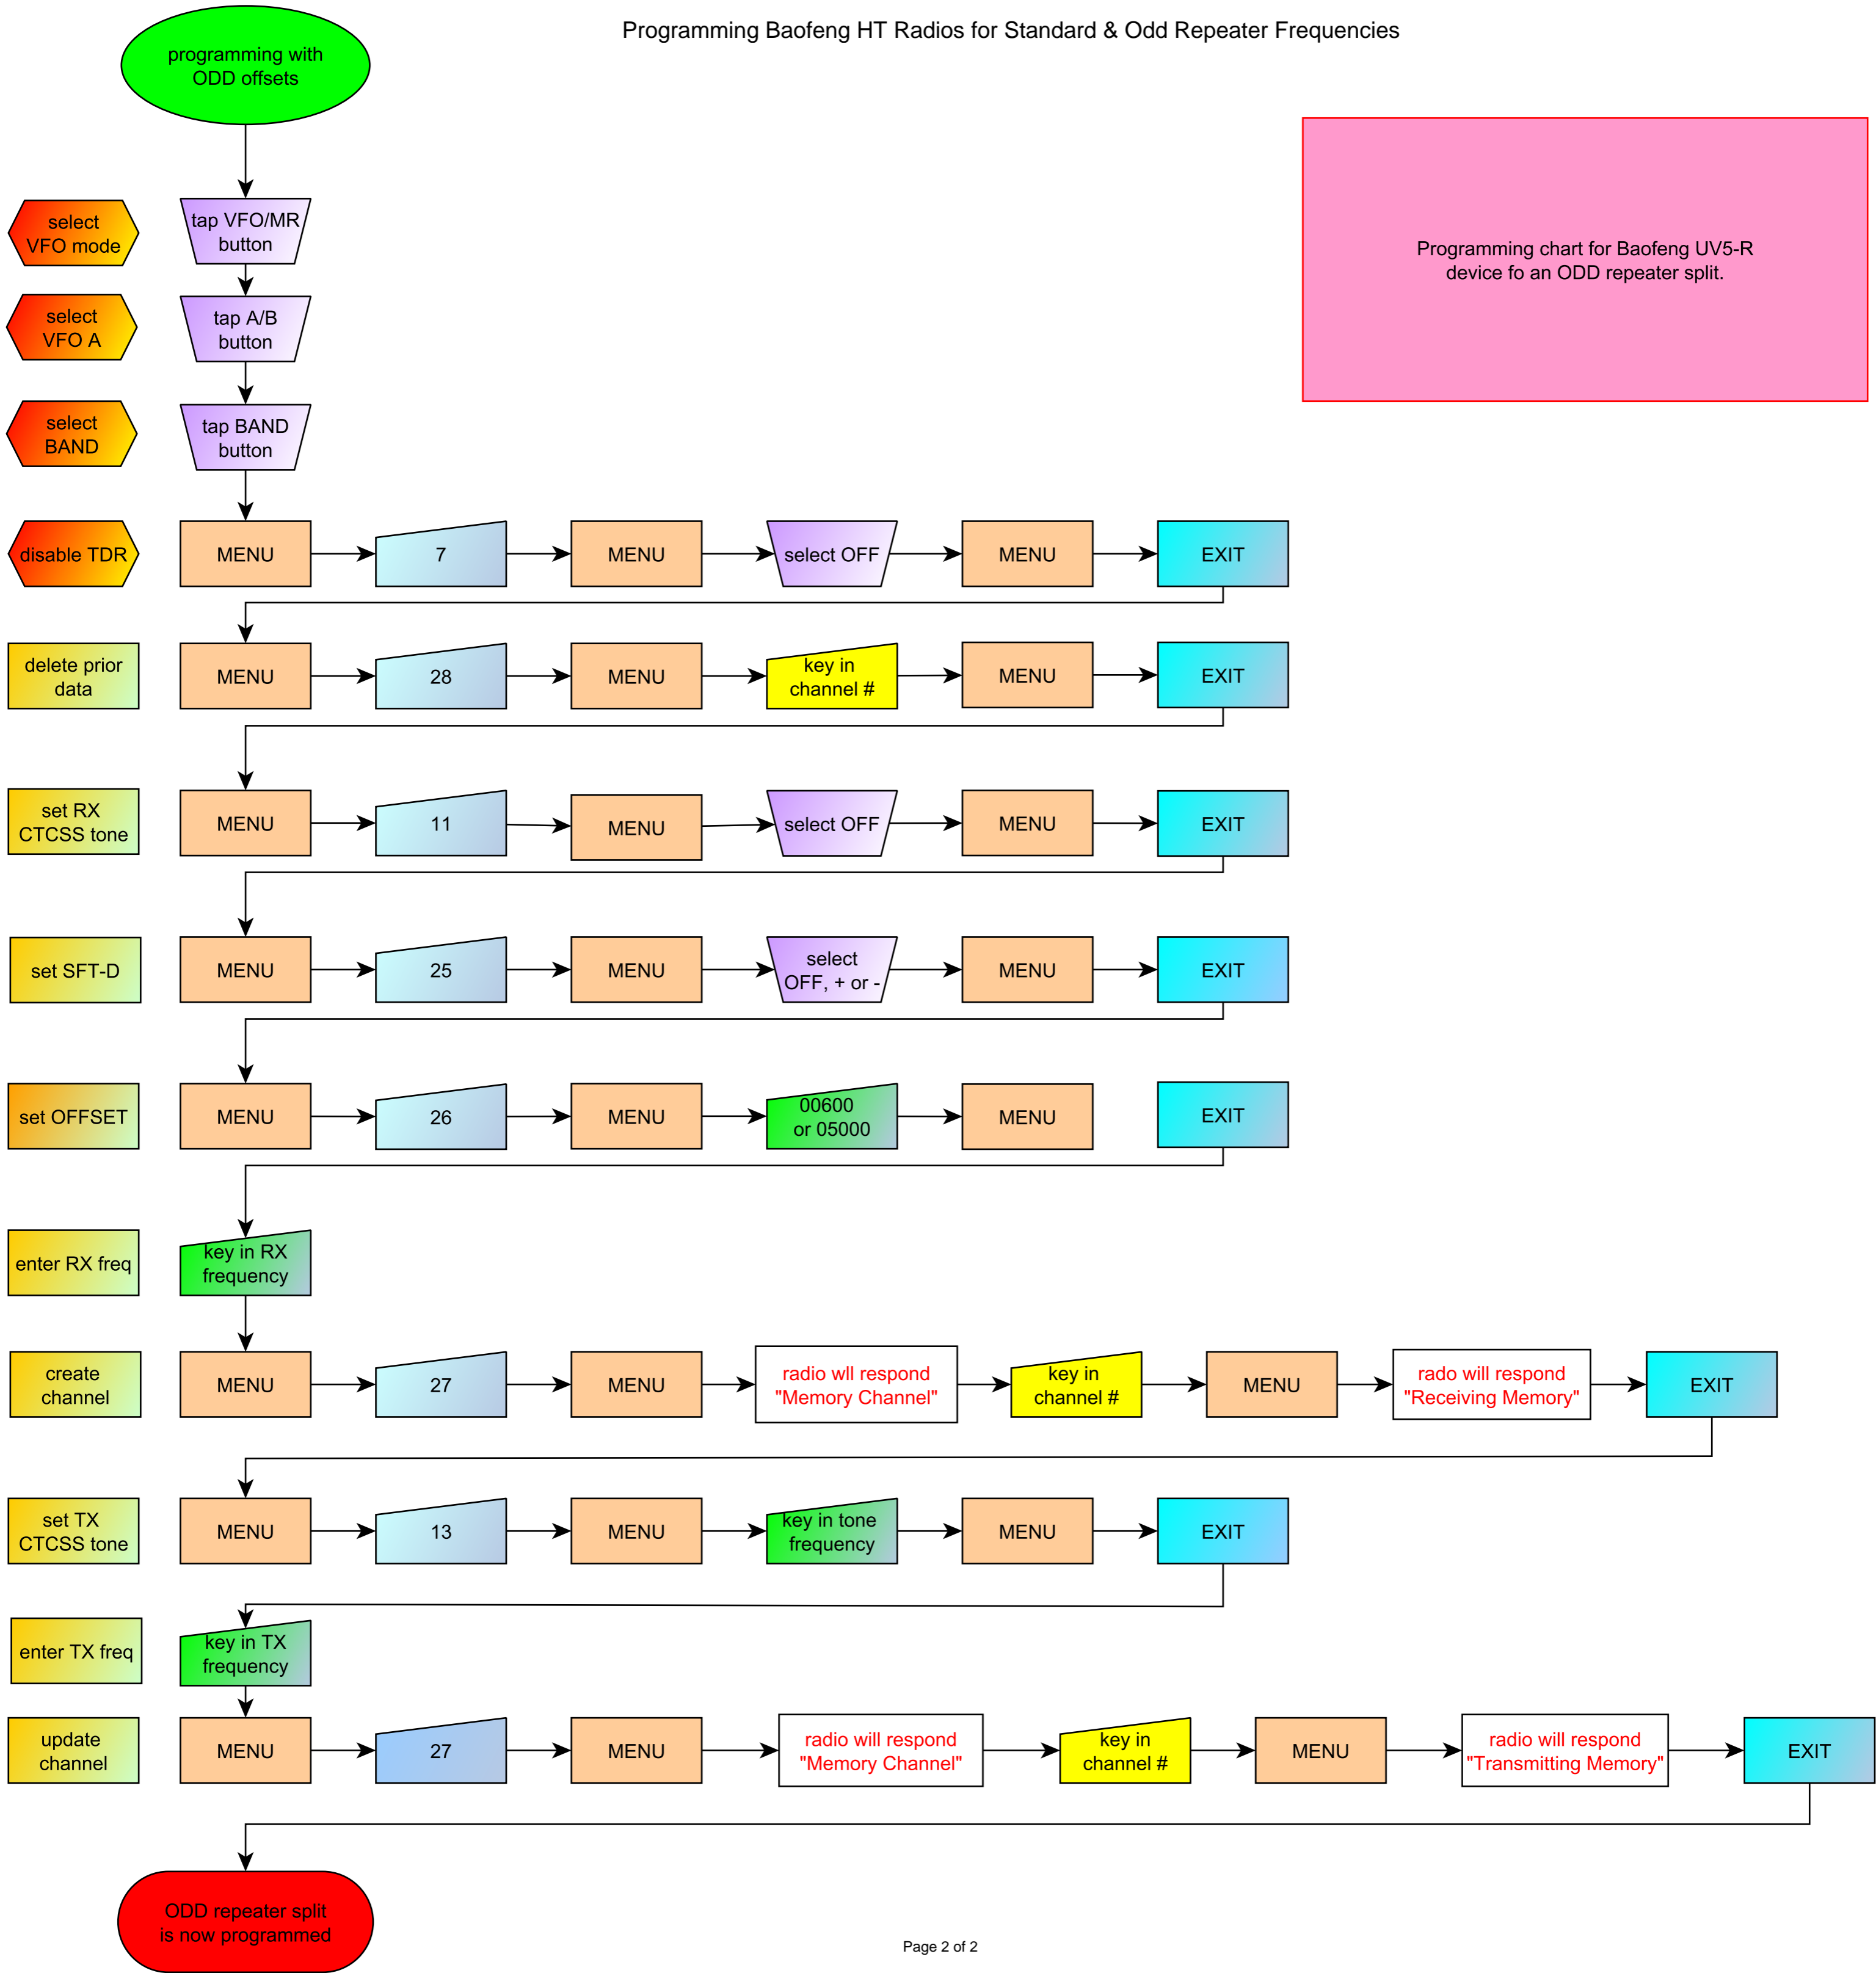 Programming Baofeng HT Radios for Standard & Odd Repeater Frequencies
programming with
ODD offsets
Programming chart for Baofeng UV5-R
device fo an ODD repeater split.
select
VFO mode
tap VFO/MR
button
select
VFO A
tap A/B
button
select
BAND
tap BAND
button
disable TDR
MENU
7
MENU
select OFF
MENU
EXIT
delete prior
data
MENU
28
MENU
key in
channel #
MENU
EXIT
set RX
CTCSS tone
MENU
11
MENU
select OFF
MENU
EXIT
set SFT-D
MENU
25
MENU
select
OFF, + or -
MENU
EXIT
set OFFSET
MENU
26
MENU
00600
or 05000
MENU
EXIT
enter RX freq
key in RX
frequency
create
channel
MENU
27
MENU
radio wll respond
"Memory Channel"
key in
channel #
MENU
rado will respond
"Receiving Memory"
EXIT
set TX
CTCSS tone
MENU
13
MENU
key in tone
frequency
MENU
EXIT
enter TX freq
key in TX
frequency
update
channel
MENU
27
MENU
radio will respond
"Memory Channel"
key in
channel #
MENU
radio will respond
"Transmitting Memory"
EXIT
ODD repeater split
is now programmed
Page 2 of 2